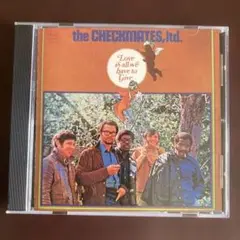 the CHECKMATES, ltd.
Love
is all we
have to
Give